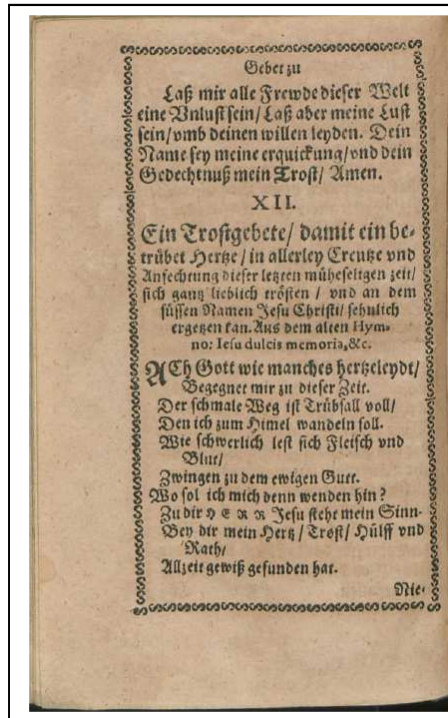 Gebet zu
Laß mir alle Frewde dieser Welt
eine Vnlust sein/ Laß aber meine Lust
sein/ vmb deinen willen leyden. Dein
Name sey meine erquickung/ vnd dein
Gedechtnuß mein Trost/ Amen.
XII.
Ein Trostgebete/ damit ein be-
trübet Hertze/ in allerley Creutze vnd
Anfechtung dieser letzten müheseligen zeit/
sich gantz lieblich trösten / vnd an dem
süssen Namen Jesu Christi/ sehnlich
ergetzen kan. Aus dem alten Hym-
no: Iesu dulcis memoria, &c.
ACh Gott wie manches hertzeleydt/
Begegnet mir zu dieser Zeit.
Der schmale Weg ist Trübsall voll/
Den ich zum Himel wandeln soll.
Wie schwerlich lest sich Fleisch vnd
Blut/
Zwingen zu dem ewigen Gutt.
Wo sol ich mich denn wenden hin?
Zu dir HERR Jesu steht mein Sinn.
Bey dir mein Hertz/ Trost/ Hülff vnd
Rath/
Allzeit gewiß gefunden hat.
Nie-